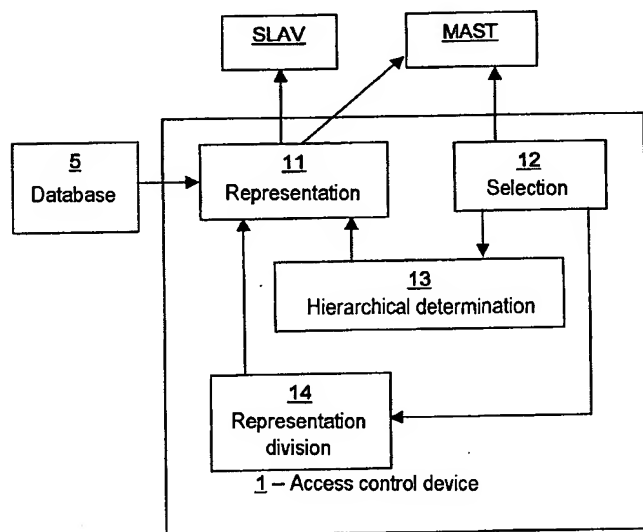 SLAV
MAST
5
Database
11
Representation
12
Selection
13
Hierarchical determination
14
Representation
division
1 – Access control device